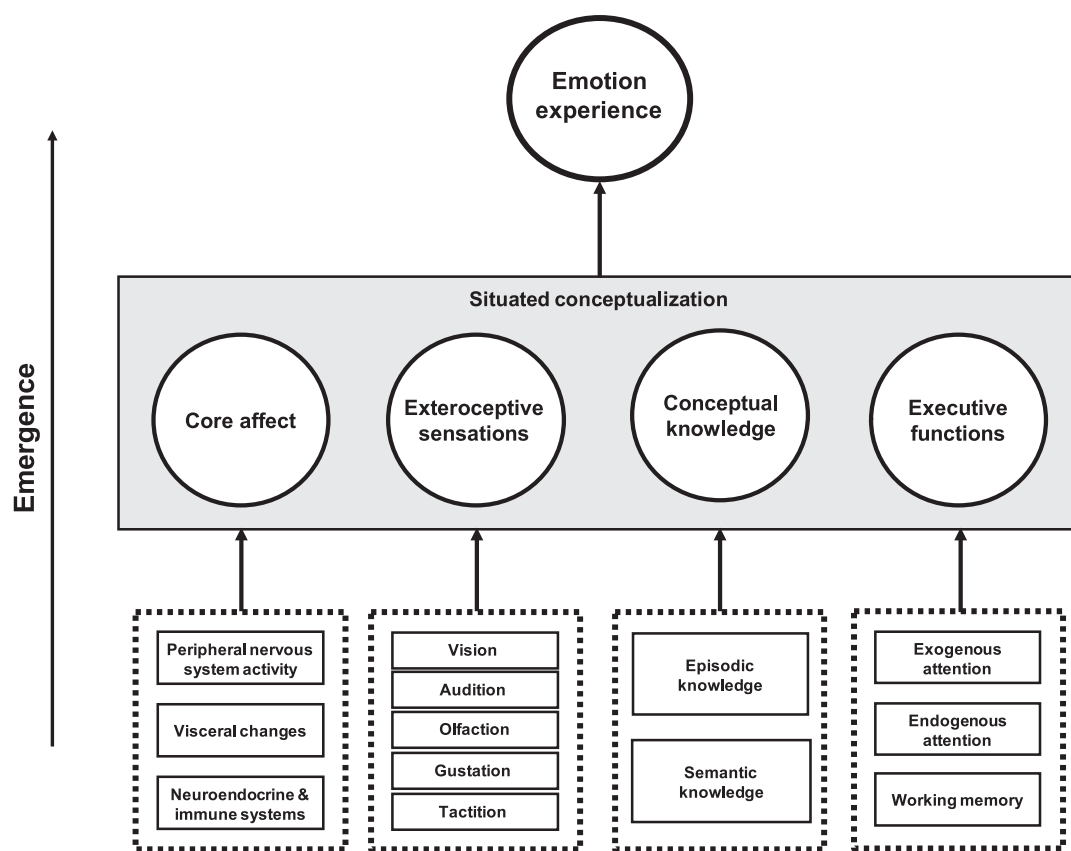 Emotion
experience
Emergence
Situated conceptualization
Core affect
Exteroceptive
sensations
Conceptual
knowledge
Executive
functions
Peripheral nervous
system activity
Visceral changes
Neuroendocrine &
immune systems
Vision
Audition
Olfaction
Gustation
Tactition
Episodic
knowledge
Semantic
knowledge
Exogenous
attention
Endogenous
attention
Working memory